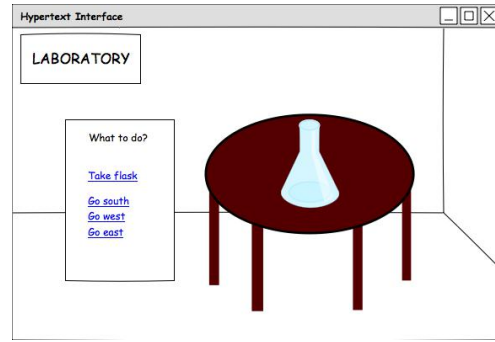 Hypertext Interface
LABORATORY
What to do?
Take flask
Go south
Go west
Go east